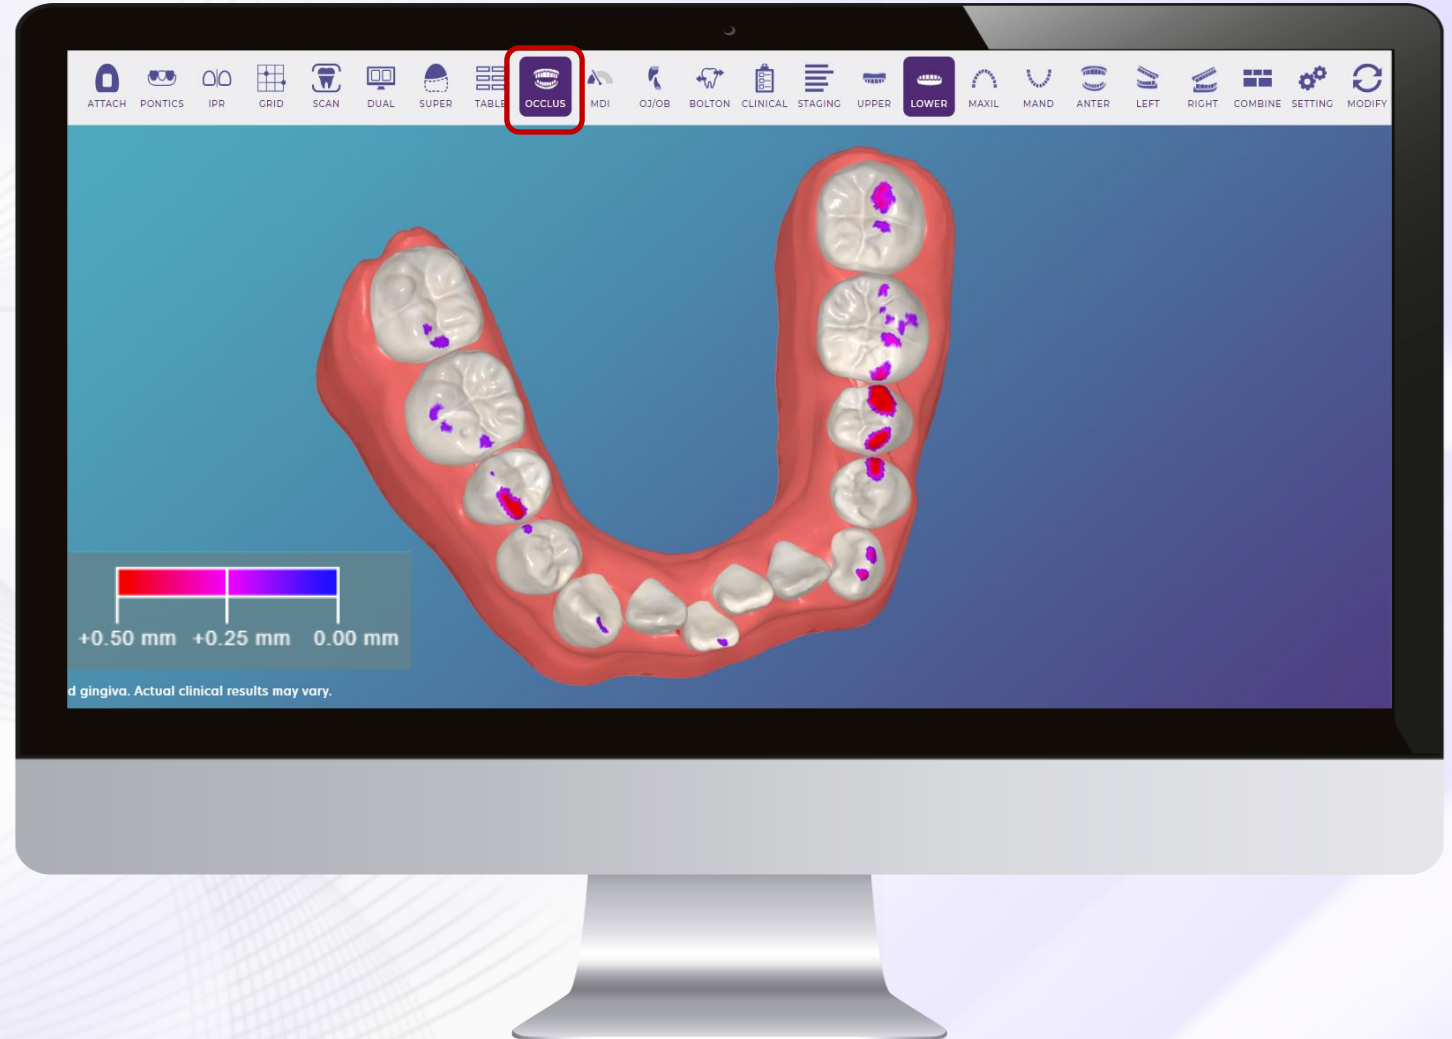 ATTACH PONTICS IPR GRID SCAN DUAL SUPER TABLE OCCLUS MDI OJ/OB BOLTON CLINICAL STAGING UPPER LOWER MAXIL MAND ANTER LEFT RIGHT COMBINE SETTING MODIFY
+0.50 mm +0.25 mm 0.00 mm
d gingiva. Actual clinical results may vary.